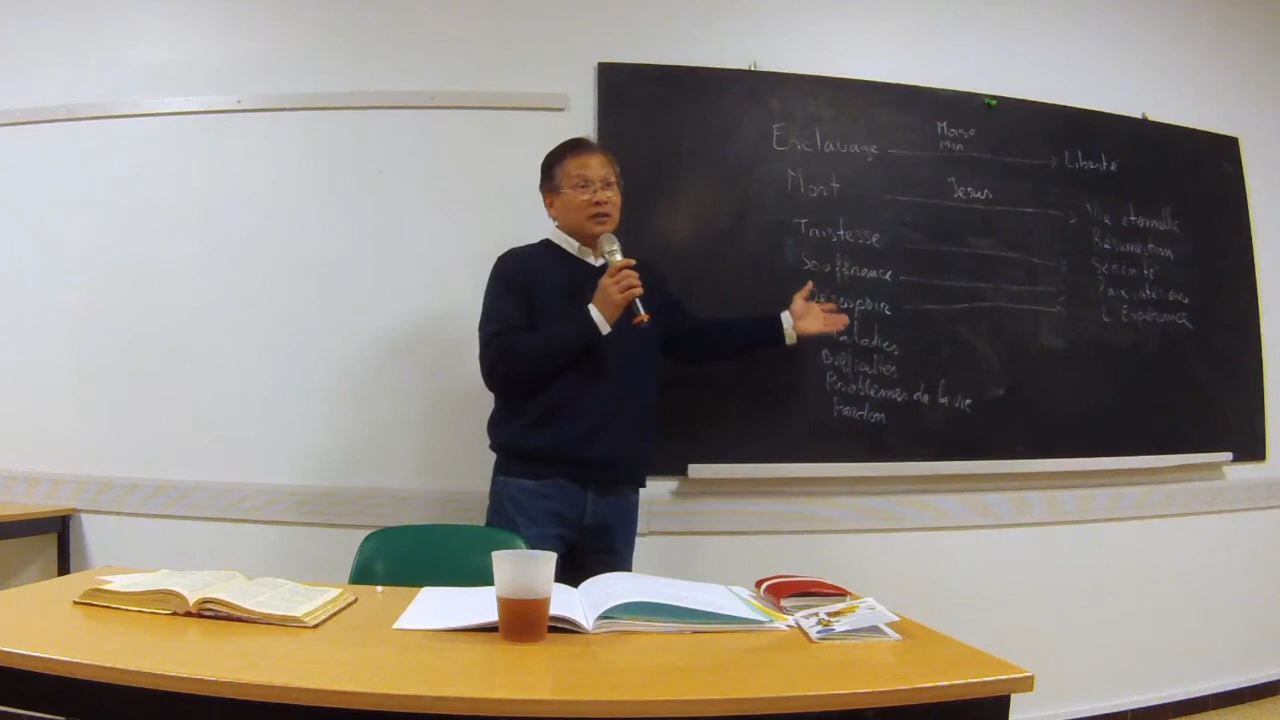 Esclavage Moise Liberté
Mort Jésus Vie éternelle
Tristesse Résurrection
Souffrance Sérénité
Désespoir Paix intérieure
L'Espérance
Maladies
Difficultés
Problèmes de la vie
Pardon